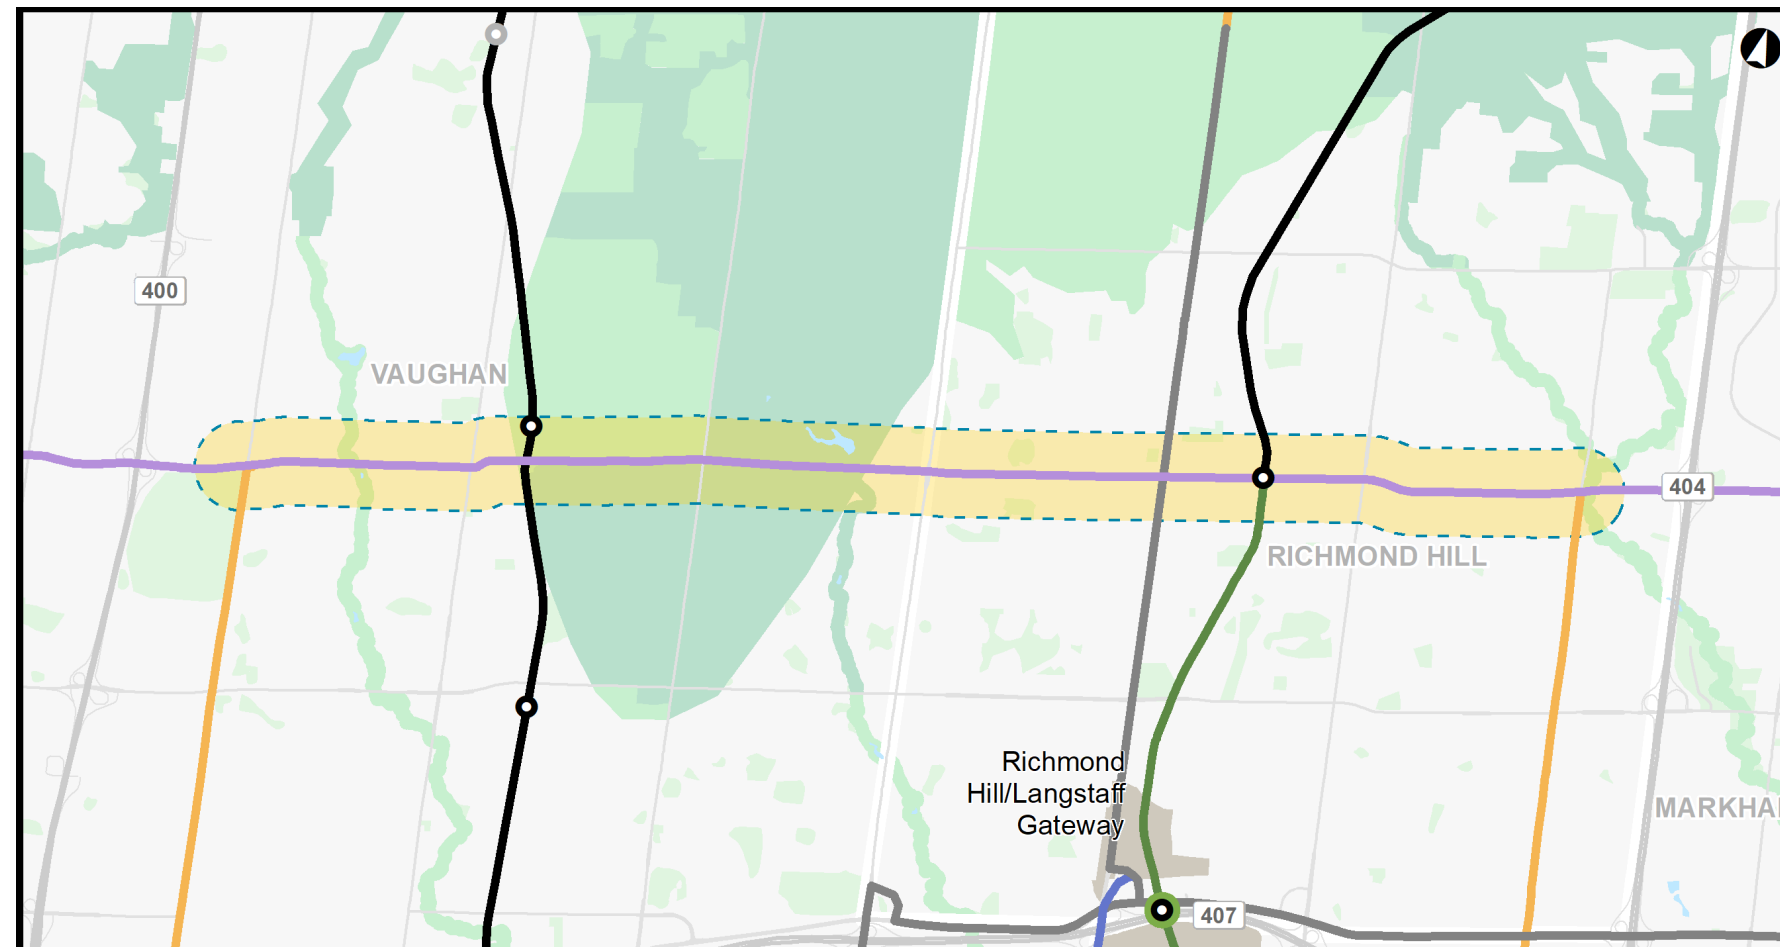 400
VAUGHAN
404
RICHMOND HILL
Richmond
Hill/Langstaff
Gateway
MARKHA
407